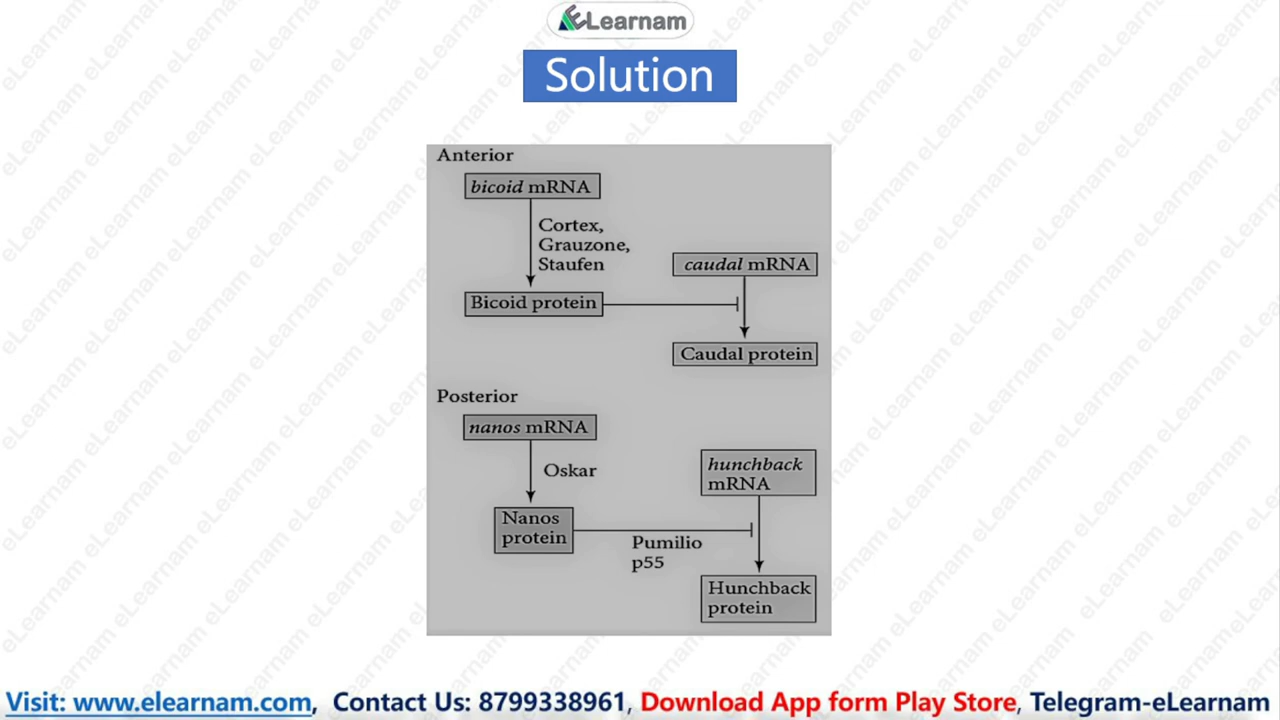 ELearnam
Solution
Anterior
bicoid mRNA
Cortex,
Grauzone,
Staufen
caudal mRNA
Bicoid protein
Caudal protein
Posterior
nanos mRNA
Oskar
hunchback
mRNA
Nanos
protein
Pumilio
p55
Hunchback
protein
Visit: www.elearnam.com, Contact Us: 8799338961, Download App form Play Store, Telegram-eLearnam